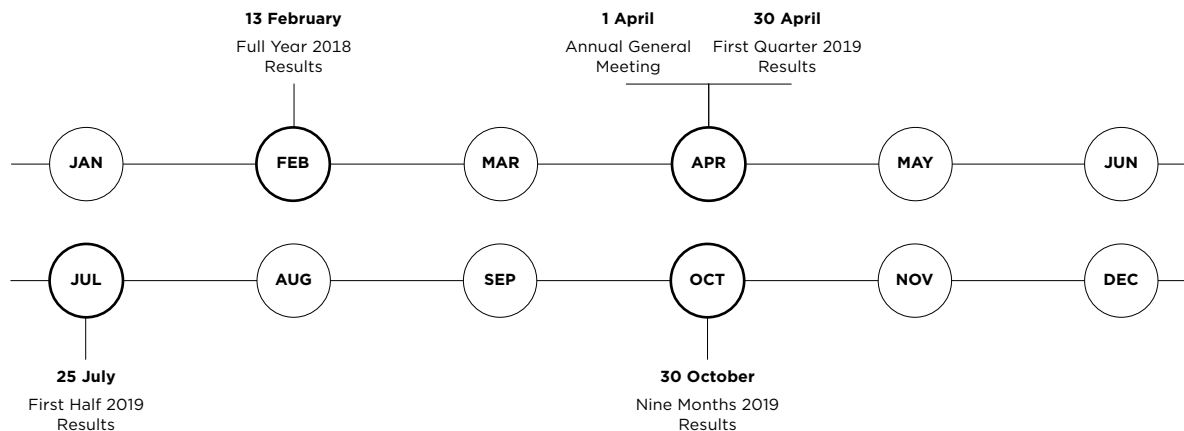 13 February
Full Year 2018
Results
1 April
Annual General
Meeting
30 April
First Quarter 2019
Results
JAN
FEB
MAR
APR
MAY
JUN
JUL
AUG
SEP
OCT
NOV
DEC
25 July
First Half 2019
Results
30 October
Nine Months 2019
Results